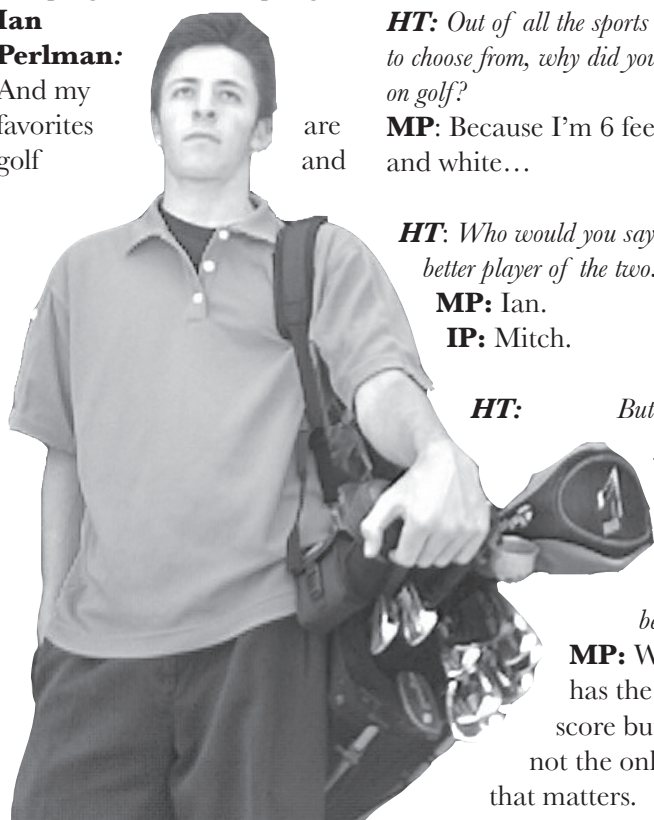 Ian
Perlman:
And my
favorites are
golf and
HT: Out of all the sports
to choose from, why did you
on golf?
MP: Because I'm 6 fee
and white…
HT: Who would you say
better player of the two.
MP: Ian.
IP: Mitch.
HT: But
MP: W
has the
score bu
not the onl
that matters.